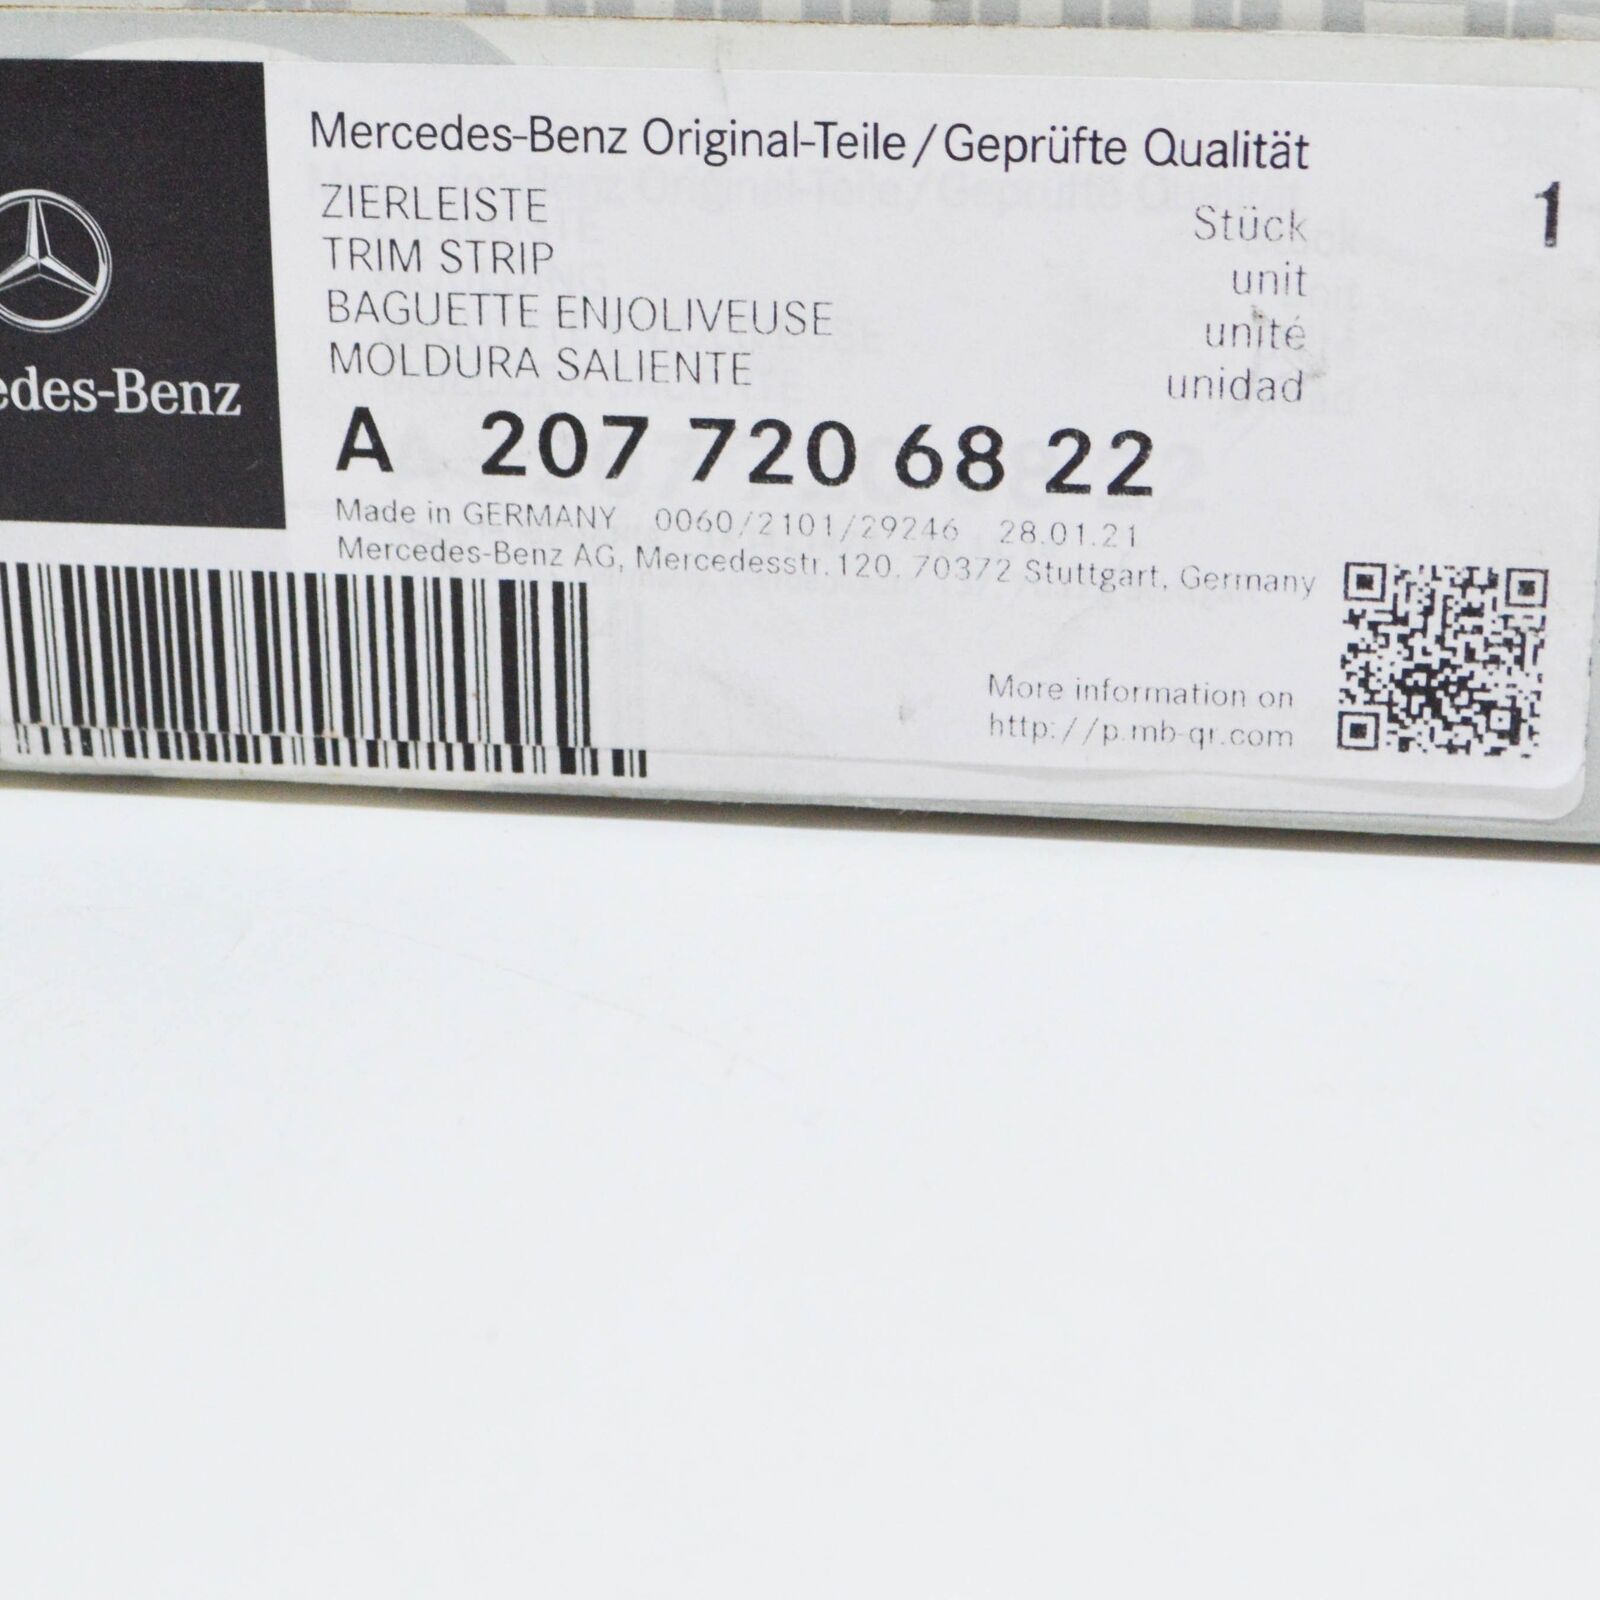 Mercedes-Benz Original-Teile/Geprüfte Qualität
ZIERLEISTE Stück 1
TRIM STRIP unit
BAGUETTE ENJOLIVEUSE unité
MOLDURA SALIENTE unidad
edes-Benz
A 207 720 68 22
Made in GERMANY 0060/2101/29246 28.01.21
Mercedes-Benz AG, Mercedesstr.120, 70372 Stuttgart, Germany
More information on
http://p.mb-qr.com